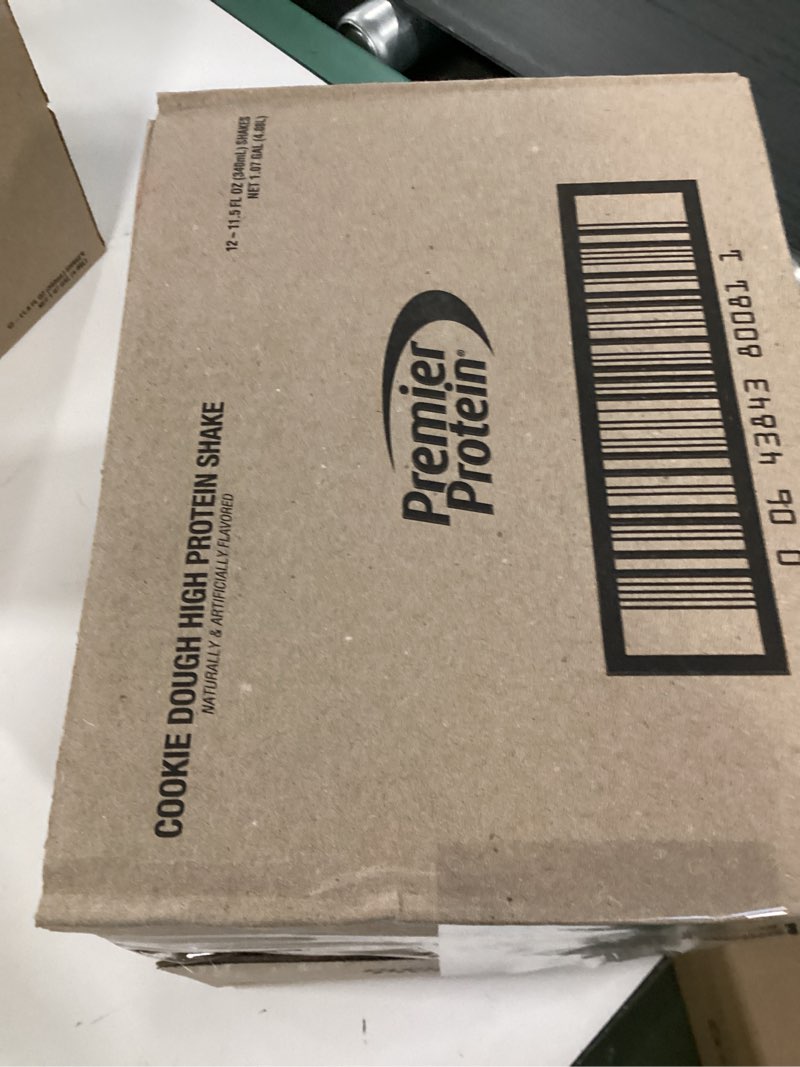 COOKIE DOUGH HIGH PROTEIN SHAKE
NATURALLY & ARTIFICIALLY FLAVORED
12 - 11.5 FL OZ (340mL) SHAKES
NET 1.07 GAL (4.08L)
Premier
Protein®
0 06 43843 80081 1